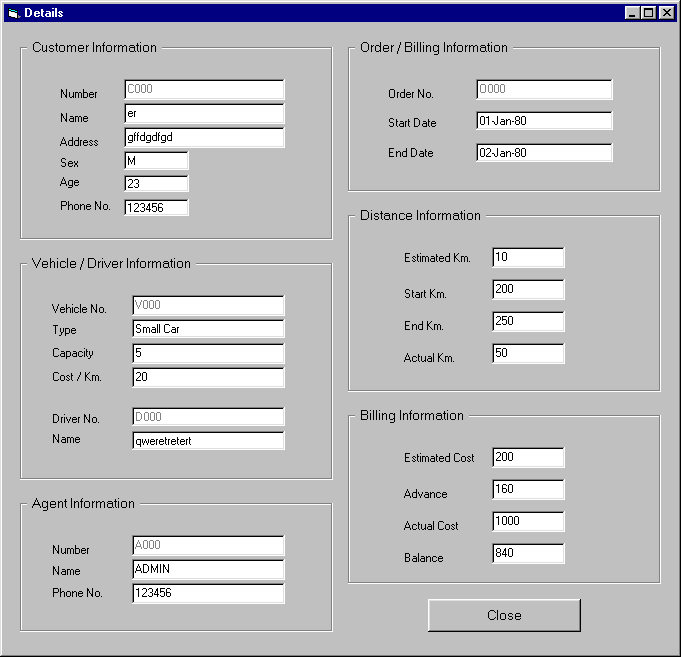 Details
Customer Information
Number C000
Name er
Address gffdgdfgd
Sex M
Age 23
Phone No. 123456
Vehicle / Driver Information
Vehicle No. V000
Type Small Car
Capacity 5
Cost / Km. 20
Driver No. D000
Name qweretretert
Agent Information
Number A000
Name ADMIN
Phone No. 123456
Order / Billing Information
Order No. O000
Start Date 01-Jan-80
End Date 02-Jan-80
Distance Information
Estimated Km. 10
Start Km. 200
End Km. 250
Actual Km. 50
Billing Information
Estimated Cost 200
Advance 160
Actual Cost 1000
Balance 840
Close